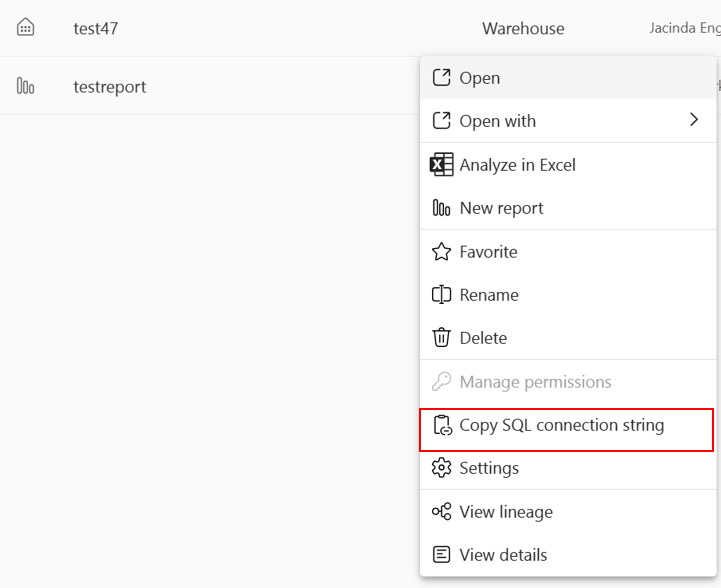 test47 Warehouse Jacinda Eng
testreport
Open
Open with
Analyze in Excel
New report
Favorite
Rename
Delete
Manage permissions
Copy SQL connection string
Settings
View lineage
View details